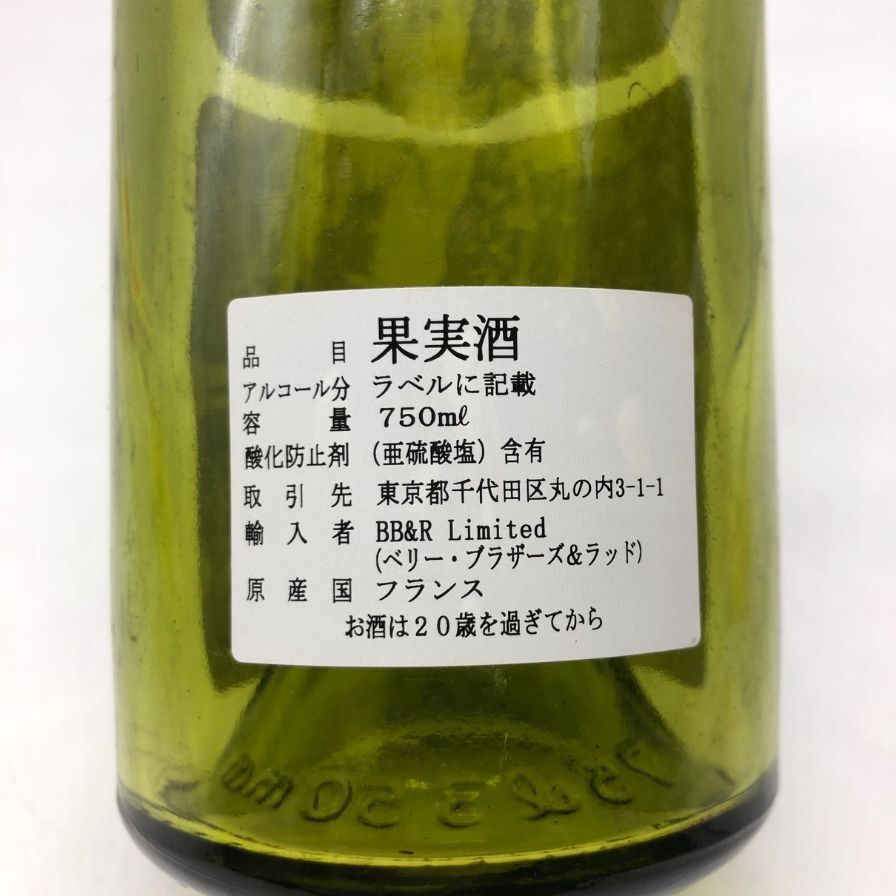 品目 果実酒
アルコール分 ラベルに記載
容量 750mℓ
酸化防止剤 (亜硫酸塩) 含有
取引先 東京都千代田区丸の内3-1-1
輸入者 BB&R Limited
(ベリー・ブラザーズ&ラッド)
原産国 フランス
お酒は20歳を過ぎてから